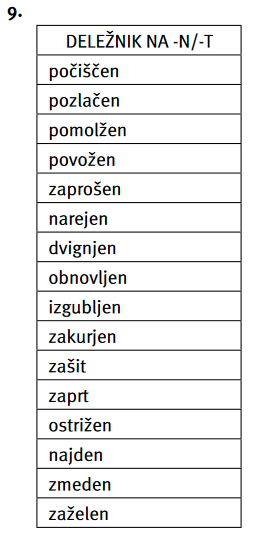 9.
DELEŽNIK NA -N/-T
počiščen
pozlačen
pomolžen
povožen
zaprošen
narejen
dvignjen
obnovljen
izgubljen
zakurjen
zašit
zaprt
ostrižen
najden
zmeden
zaželen